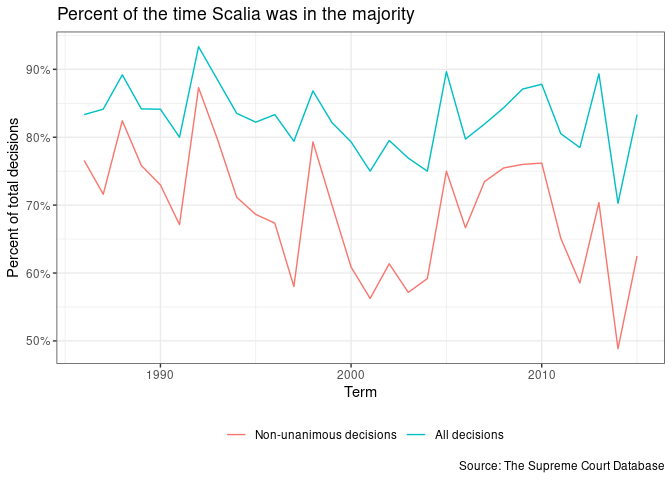 Percent of the time Scalia was in the majority
Percent of total decisions
90%
80%
70%
60%
50%
1990
2000
2010
Term
Non-unanimous decisions
All decisions
Source: The Supreme Court Database